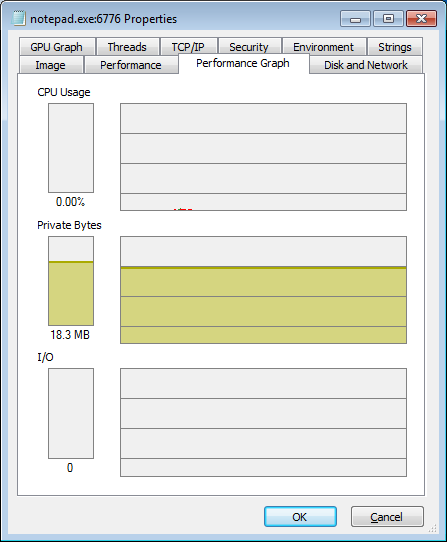 notepad.exe:6776 Properties
GPU Graph Threads TCP/IP Security Environment Strings
Image Performance Performance Graph Disk and Network
CPU Usage
0.00%
Private Bytes
18.3 MB
I/O
0
OK Cancel